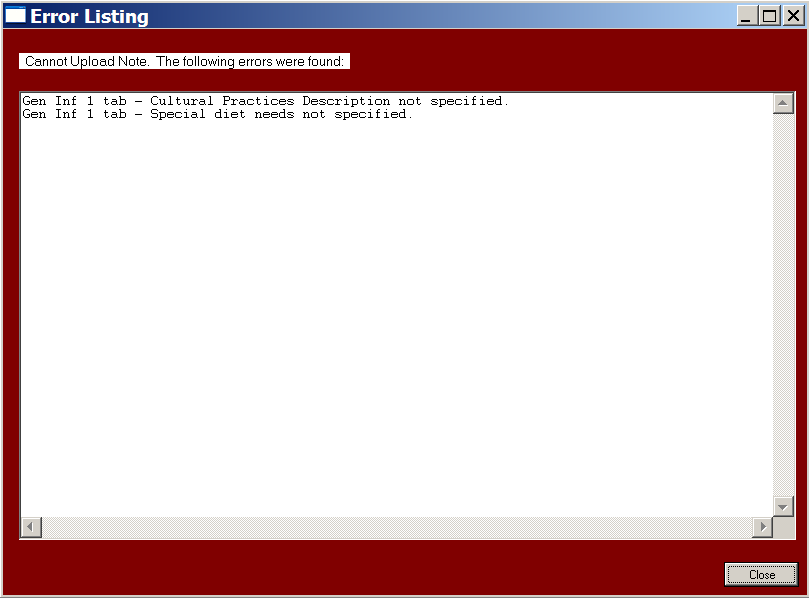 Error Listing
Cannot Upload Note. The following errors were found:
Gen Inf 1 tab - Cultural Practices Description not specified.
Gen Inf 1 tab - Special diet needs not specified.
Close